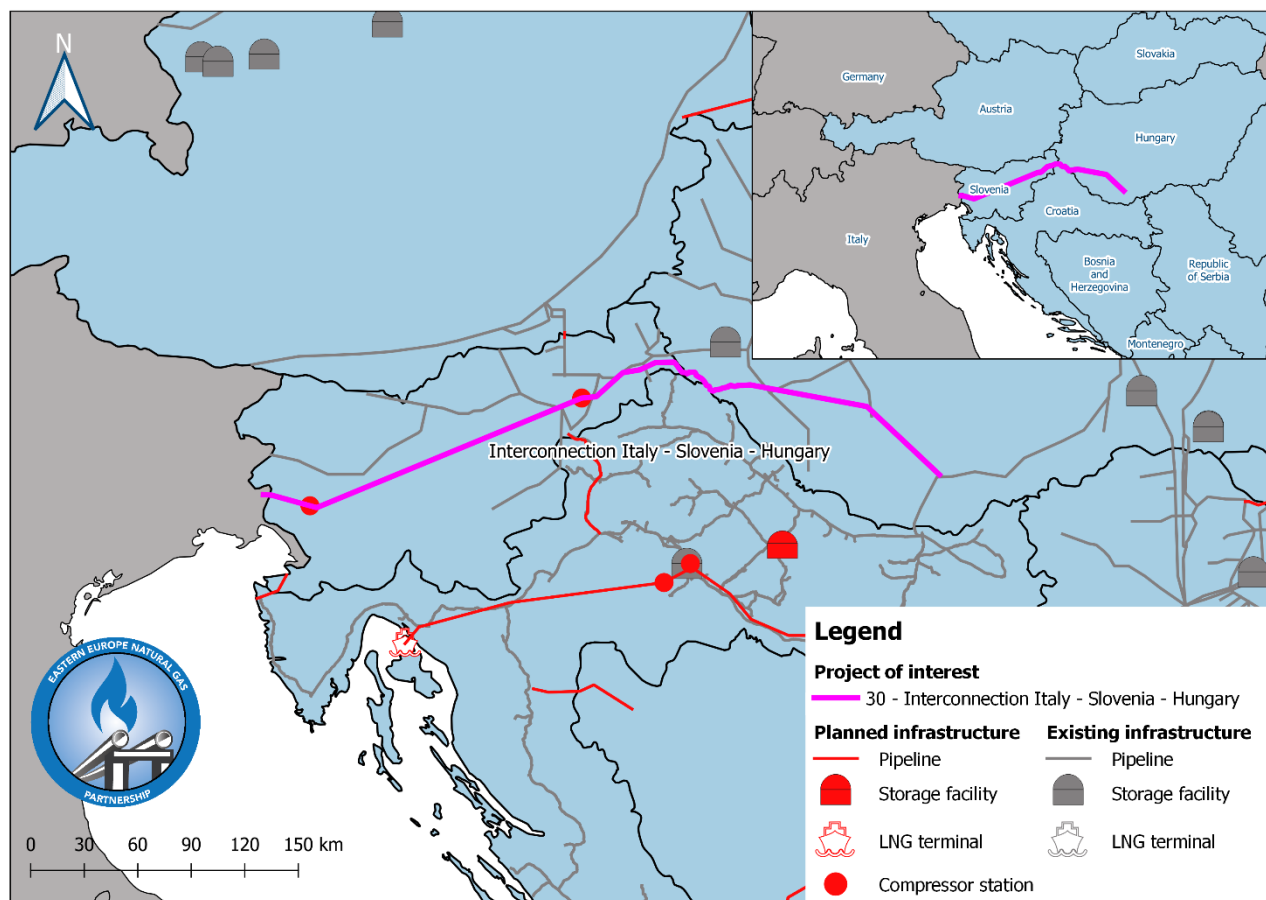 N
Germany
Slovakia
Austria
Hungary
Slovenia
Croatia
Italy
Bosnia
and
Herzegovina
Republic
of Serbia
Montenegro
Interconnection Italy - Slovenia - Hungary
EASTERN EUROPE NATURAL GAS
PARTNERSHIP
0 30 60 90 120 150 km
Legend
Project of interest
30 - Interconnection Italy - Slovenia - Hungary
Planned infrastructure
Pipeline
Storage facility
LNG terminal
Compressor station
Existing infrastructure
Pipeline
Storage facility
LNG terminal